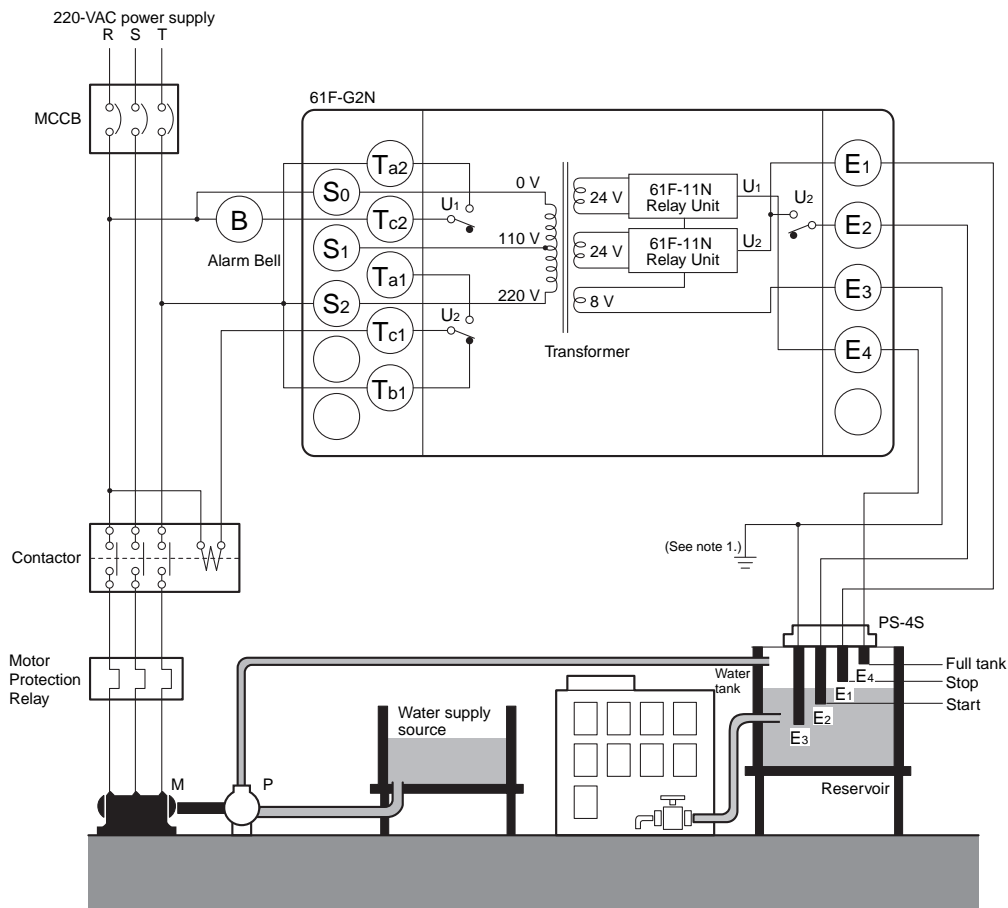 220-VAC power supply
R S T
MCCB
61F-G2N
Ta2
S0
B
Tc2
Alarm Bell
S1
Ta1
S2
Tc1
Tb1
U1
U2
0 V
110 V
220 V
24 V
61F-11N
Relay Unit
U1
24 V
61F-11N
Relay Unit
U2
8 V
Transformer
U2
E1
E2
E3
E4
Contactor
(See note 1.)
PS-4S
Motor
Protection
Relay
Water
tank
E4
E1
E2
E3
Full tank
Stop
Start
Water supply
source
Reservoir
M
P